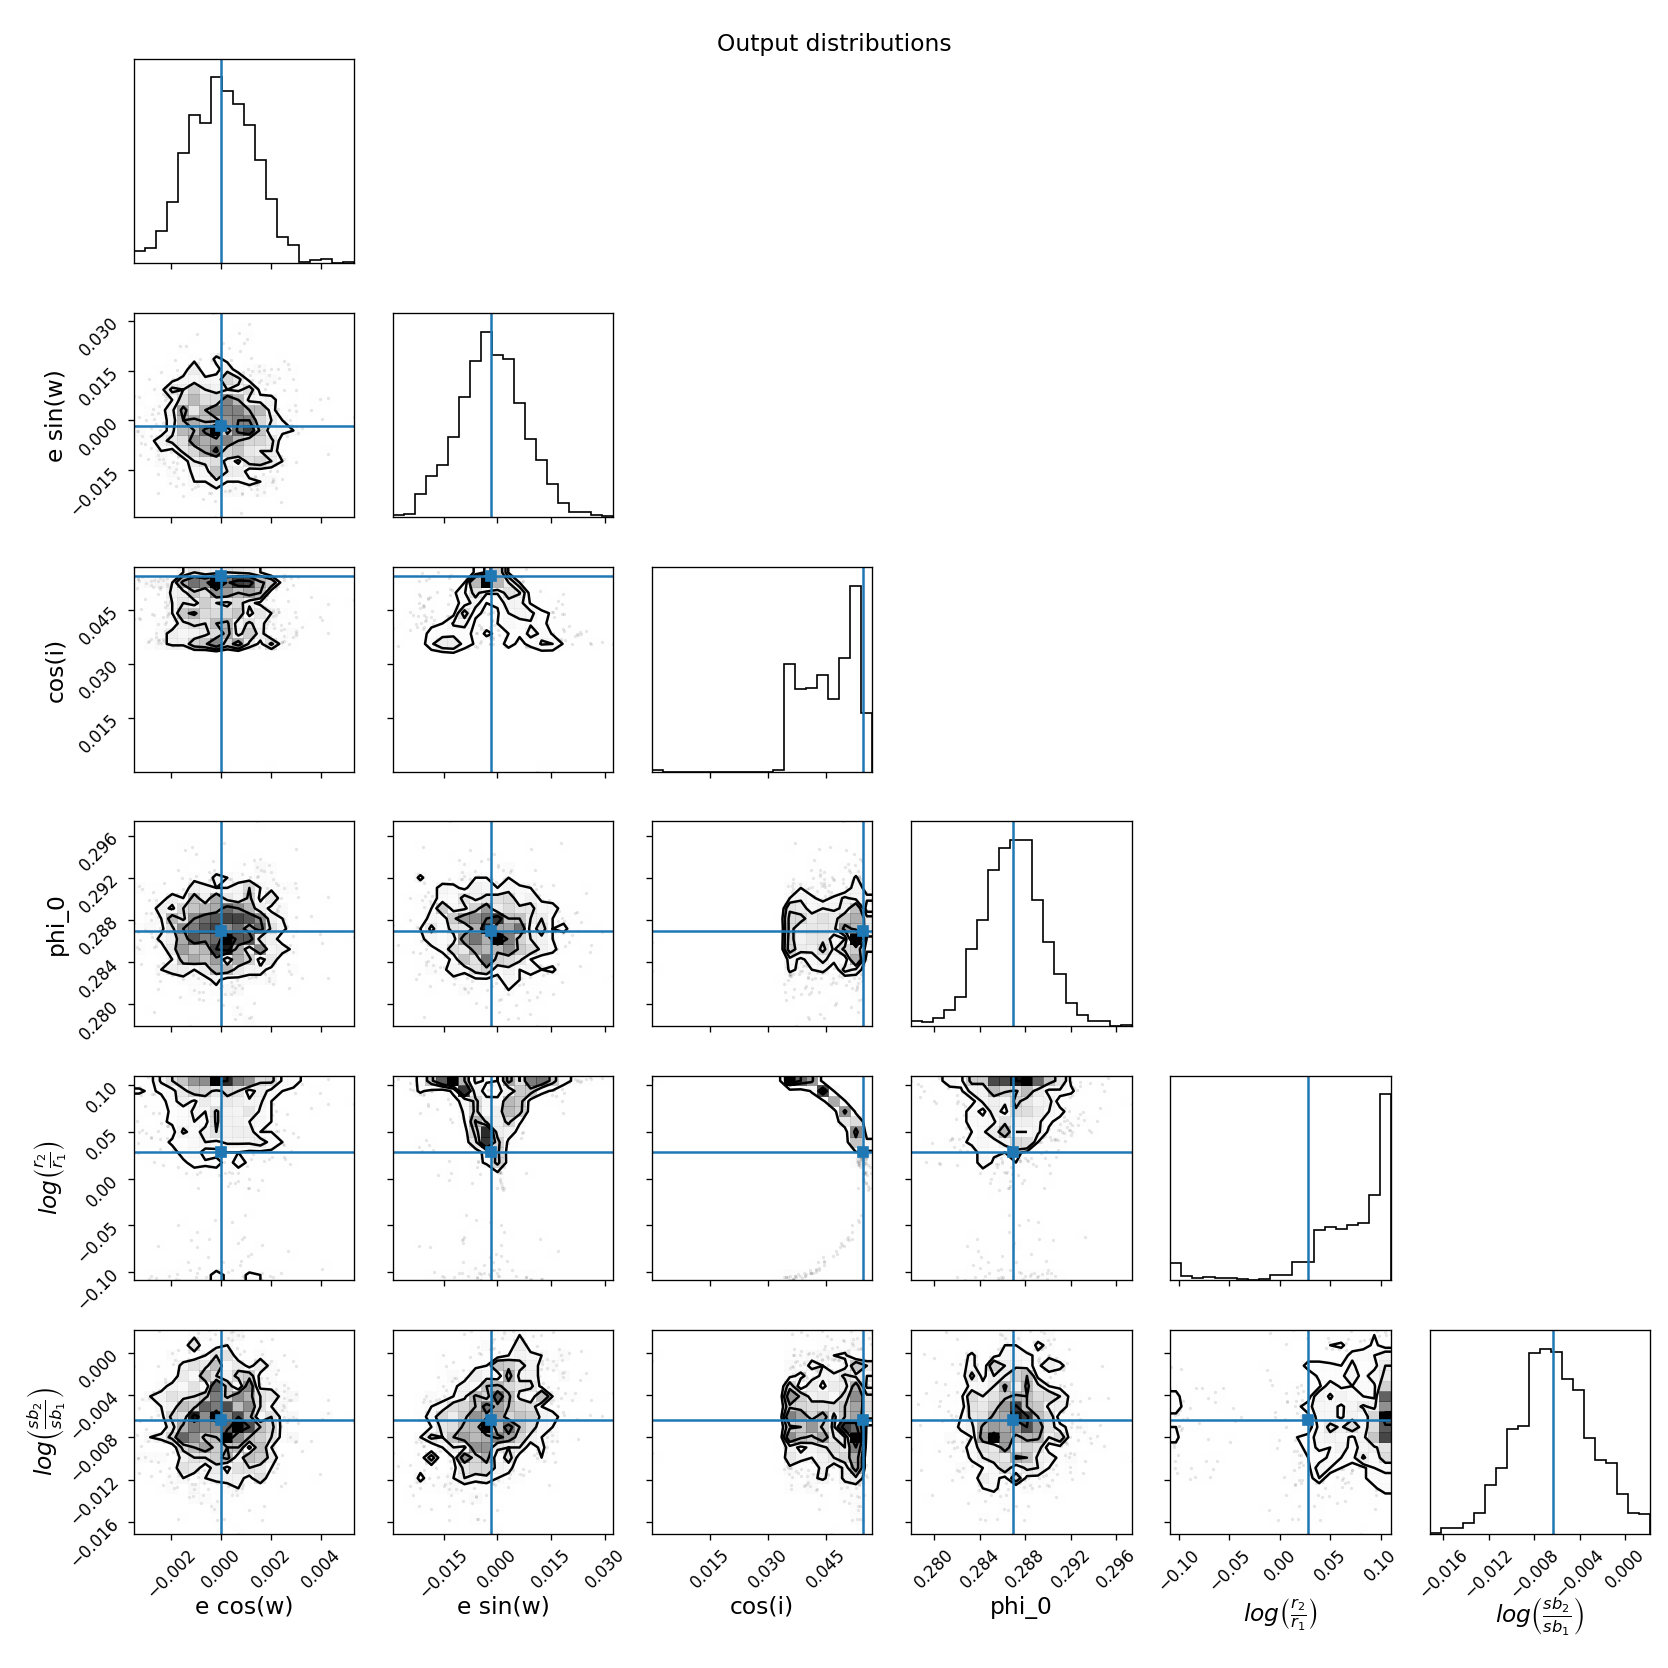 Output distributions
0.030
0.015
0.000
−0.015
e sin(w)
0.045
0.030
0.015
cos(i)
0.296
0.292
0.288
0.284
0.280
phi_0
0.10
0.05
0.00
−0.05
−0.10
log(r₂/r₁)
0.000
−0.004
−0.008
−0.012
−0.016
log(sb₂/sb₁)
−0.002 0.000 0.002 0.004
−0.015 0.000 0.015 0.030
0.015 0.030 0.045
0.280 0.284 0.288 0.292 0.296
−0.10 −0.05 0.00 0.05 0.10
−0.016 −0.012 −0.008 −0.004 0.000
e cos(w)
e sin(w)
cos(i)
phi_0
log(r₂/r₁)
log(sb₂/sb₁)